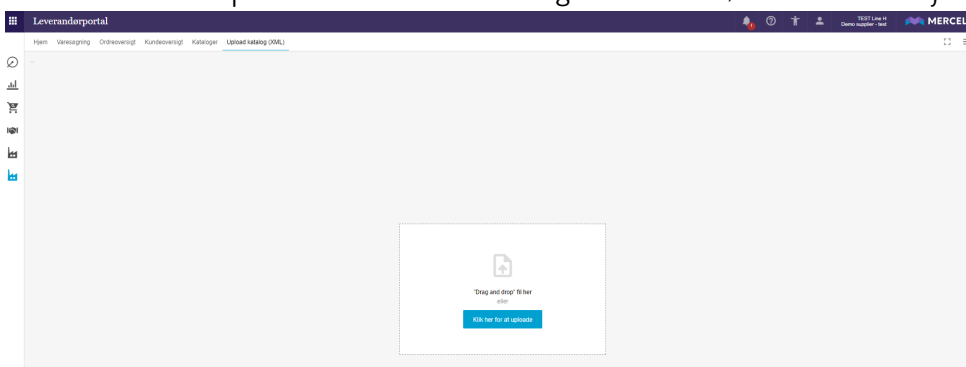 Leverandørportal
TEST Line H
Demo supplier - test
MERCEL
Hjem Varesøgning Ordreoversigt Kundeoversigt Kataloger Upload katalog (XML)
"Drag and drop" fil her
eller
Klik her for at uploade